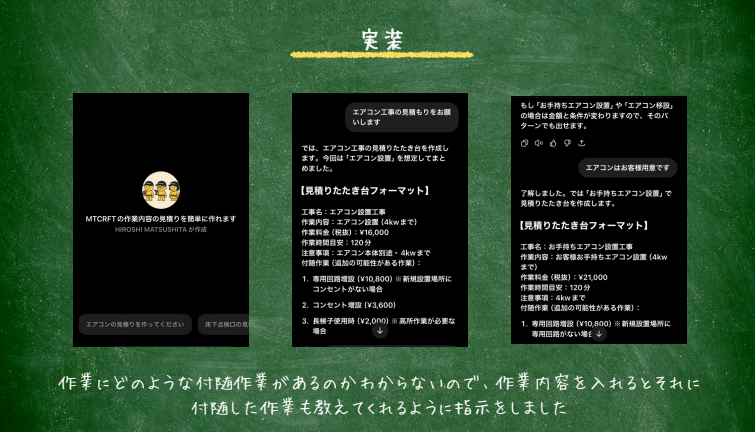 実装
MTCRFTの作業内容の見積りを簡単に作れます
HIROSHI MATSUSHITA が作成
エアコンの見積りを作ってください
床下点検口の見
エアコン工事の見積もりをお願
いします
では、エアコン工事の見積りたたき台を作成し
ます。今回は「エアコン設置」を想定してまと
めました。
【見積りたたき台フォーマット】
工事名:エアコン設置工事
作業内容:エアコン設置 (4kwまで)
作業料金 (税抜):¥16,000
作業時間目安:120分
注意事項:エアコン本体別途・4kwまで
付随作業 (追加の可能性がある作業):
1. 専用回路増設 (¥10,800) ※新規設置場所に
コンセントがない場合
2. コンセント増設 (¥3,600)
3. 長梯子使用時 (¥2,000) ※高所作業が必要な
場合
もし「お手持ちエアコン設置」や「エアコン移設」
の場合は金額と条件が変わりますので、そのパ
ターンでも出せます。
エアコンはお客様用意です
了解しました。では「お手持ちエアコン設置」で
見積りたたき台を作成します。
【見積りたたき台フォーマット】
工事名:お手持ちエアコン設置工事
作業内容:お客様お手持ちエアコン設置 (4kw
まで)
作業料金 (税抜):¥21,000
作業時間目安:120分
注意事項:4kwまで
付随作業 (追加の可能性がある作業):
1. 専用回路増設 (¥10,800) ※新規設置場所に
専用回路がない場合
作業にどのような付随作業があるのかわからないので、作業内容を入れるとそれに
付随した作業も教えてくれるように指示をしました